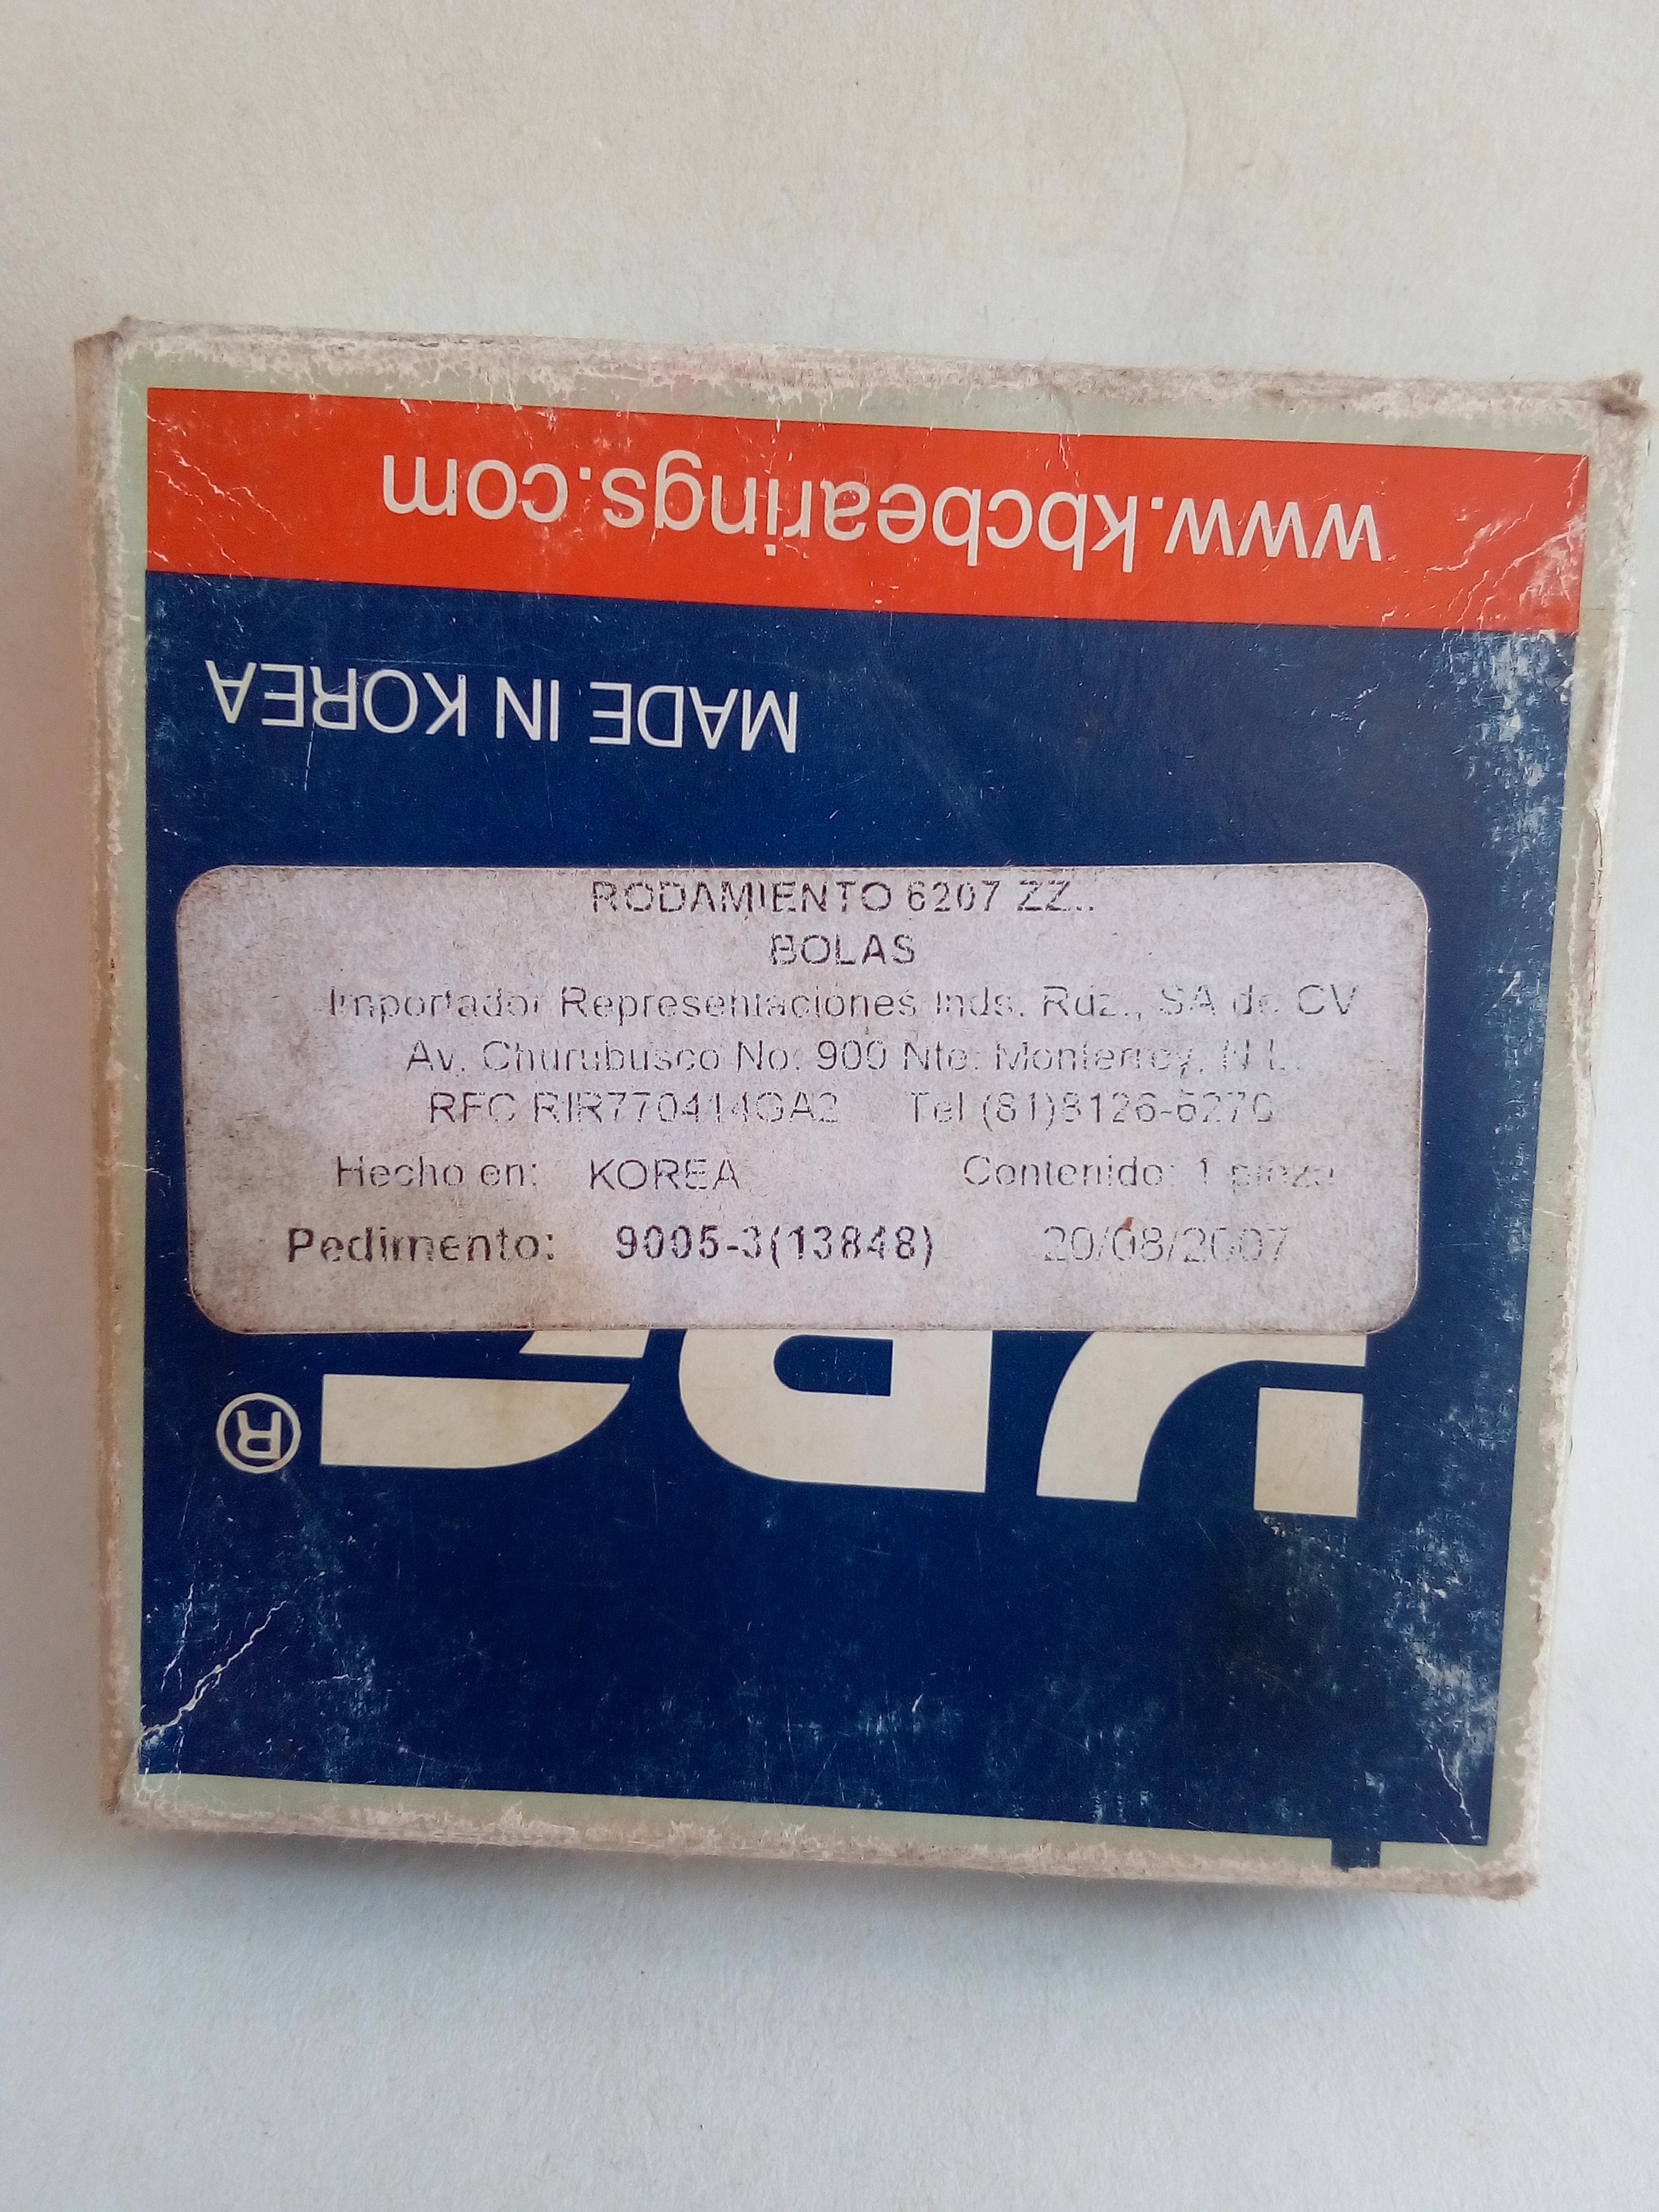 www.kbcbearings.com
MADE IN KOREA
RODAMIENTO 6207 ZZ..
BOLAS
Importador Representaciones Inds. Rdz., SA de CV
Av. Churubusco No. 900 Nte. Monterrey, N.L.
RFC RIR770414GA2 Tel (81)8126-6270
Hecho en: KOREA Contenido: 1 pieza
Pedimento: 9005-3(13848) 20/08/2007
®